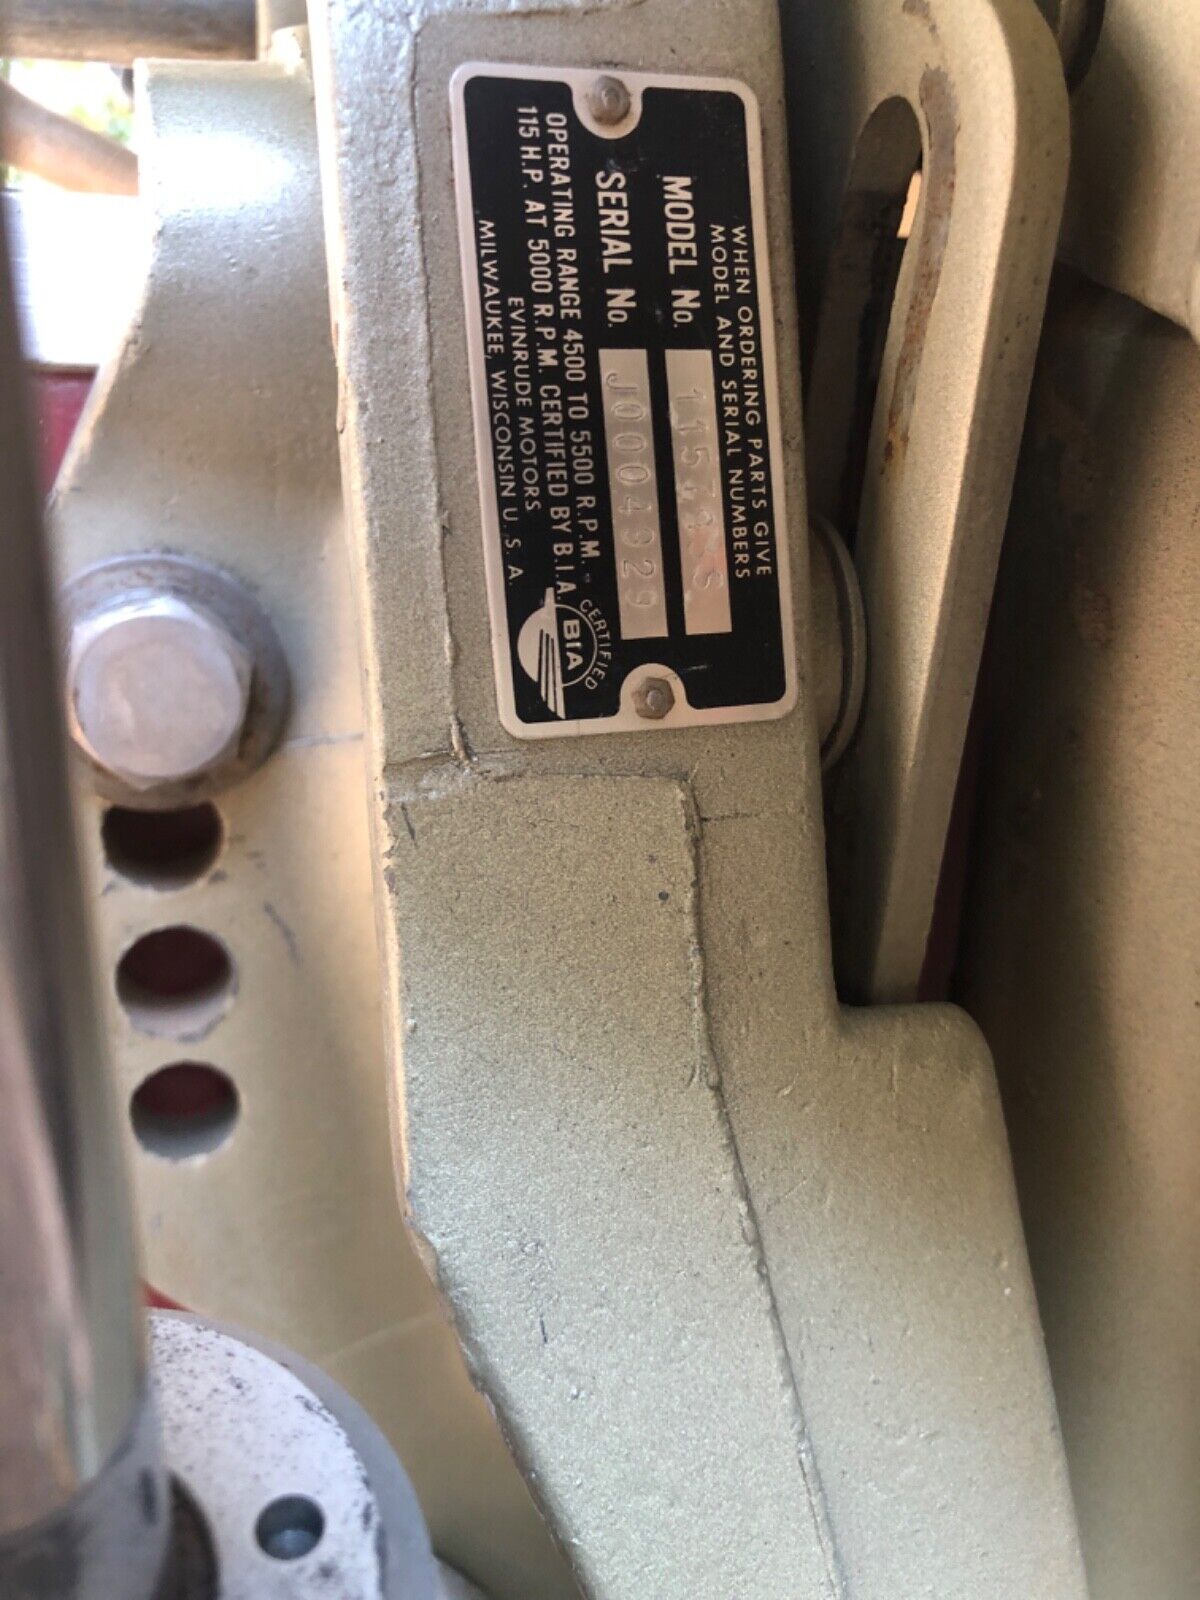 WHEN ORDERING PARTS GIVE
MODEL AND SERIAL NUMBERS
MODEL No.
SERIAL No. J0004929
OPERATING RANGE 4500 TO 5500 R.P.M. -
115 H.P. AT 5000 R.P.M. CERTIFIED BY B.I.A.
EVINRUDE MOTORS
MILWAUKEE, WISCONSIN U. S. A.
CERTIFIED
BIA